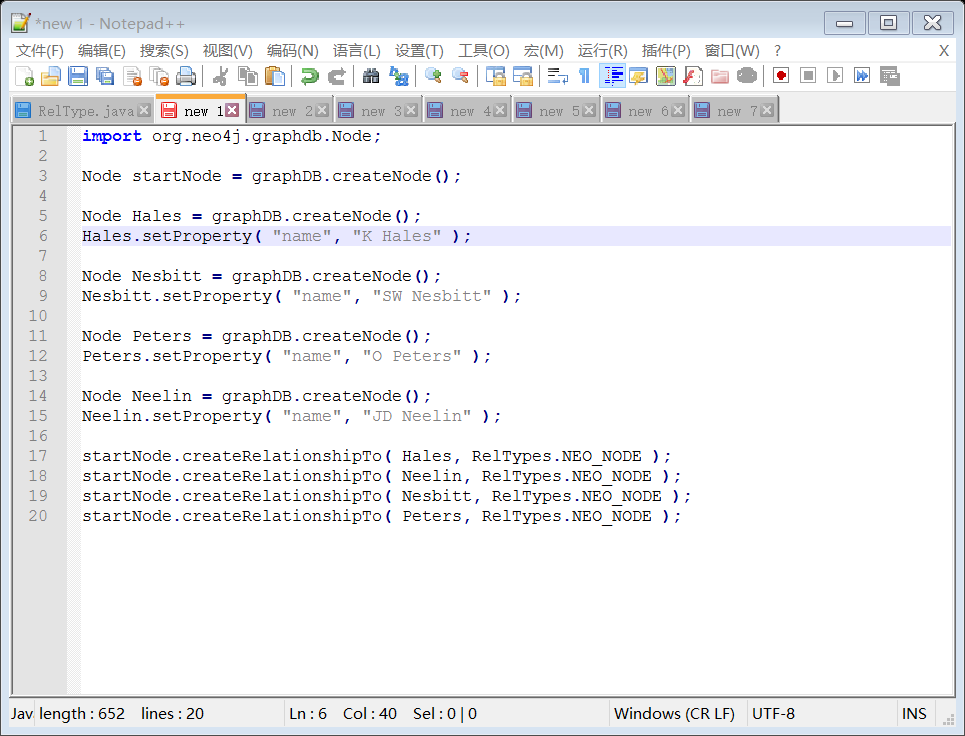 *new 1 - Notepad++
文件(F) 编辑(E) 搜索(S) 视图(V) 编码(N) 语言(L) 设置(T) 工具(O) 宏(M) 运行(R) 插件(P) 窗口(W) ? X
RelType.java new 1 new 2 new 3 new 4 new 5 new 6 new 7
1 import org.neo4j.graphdb.Node;
2
3 Node startNode = graphDB.createNode();
4
5 Node Hales = graphDB.createNode();
6 Hales.setProperty( "name", "K Hales" );
7
8 Node Nesbitt = graphDB.createNode();
9 Nesbitt.setProperty( "name", "SW Nesbitt" );
10
11 Node Peters = graphDB.createNode();
12 Peters.setProperty( "name", "O Peters" );
13
14 Node Neelin = graphDB.createNode();
15 Neelin.setProperty( "name", "JD Neelin" );
16
17 startNode.createRelationshipTo( Hales, RelTypes.NEO_NODE );
18 startNode.createRelationshipTo( Neelin, RelTypes.NEO_NODE );
19 startNode.createRelationshipTo( Nesbitt, RelTypes.NEO_NODE );
20 startNode.createRelationshipTo( Peters, RelTypes.NEO_NODE );
Jav length : 652 lines : 20 Ln : 6 Col : 40 Sel : 0 | 0 Windows (CR LF) UTF-8 INS